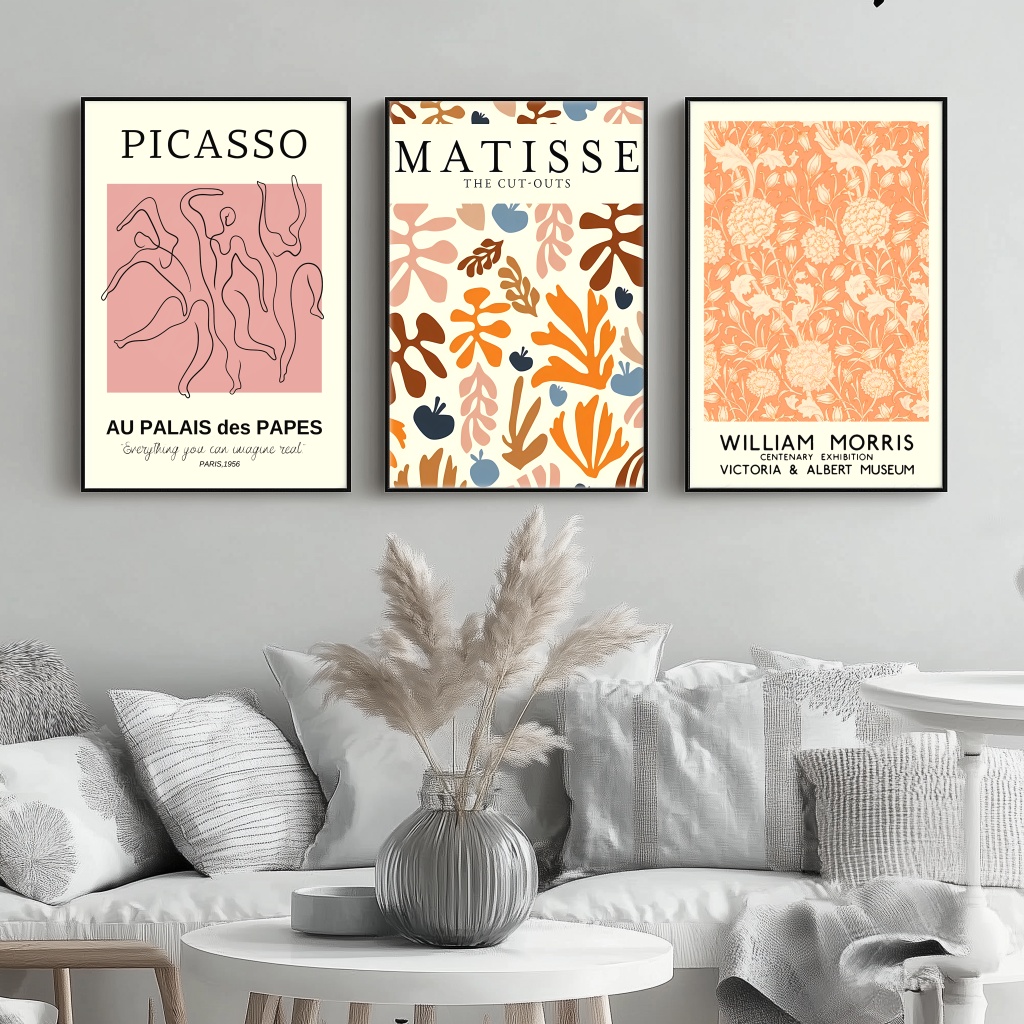 PICASSO
AU PALAIS des PAPES
"Everything you can imagine real"
PARIS,1956
MATISSE
THE CUT-OUTS
WILLIAM MORRIS
CENTENARY EXHIBITION
VICTORIA & ALBERT MUSEUM